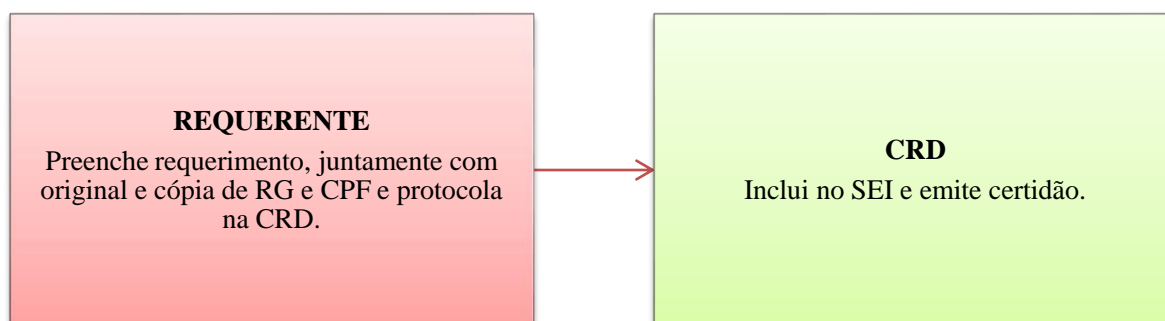 REQUERENTE
Preenche requerimento, juntamente com
original e cópia de RG e CPF e protocola
na CRD.
CRD
Inclui no SEI e emite certidão.